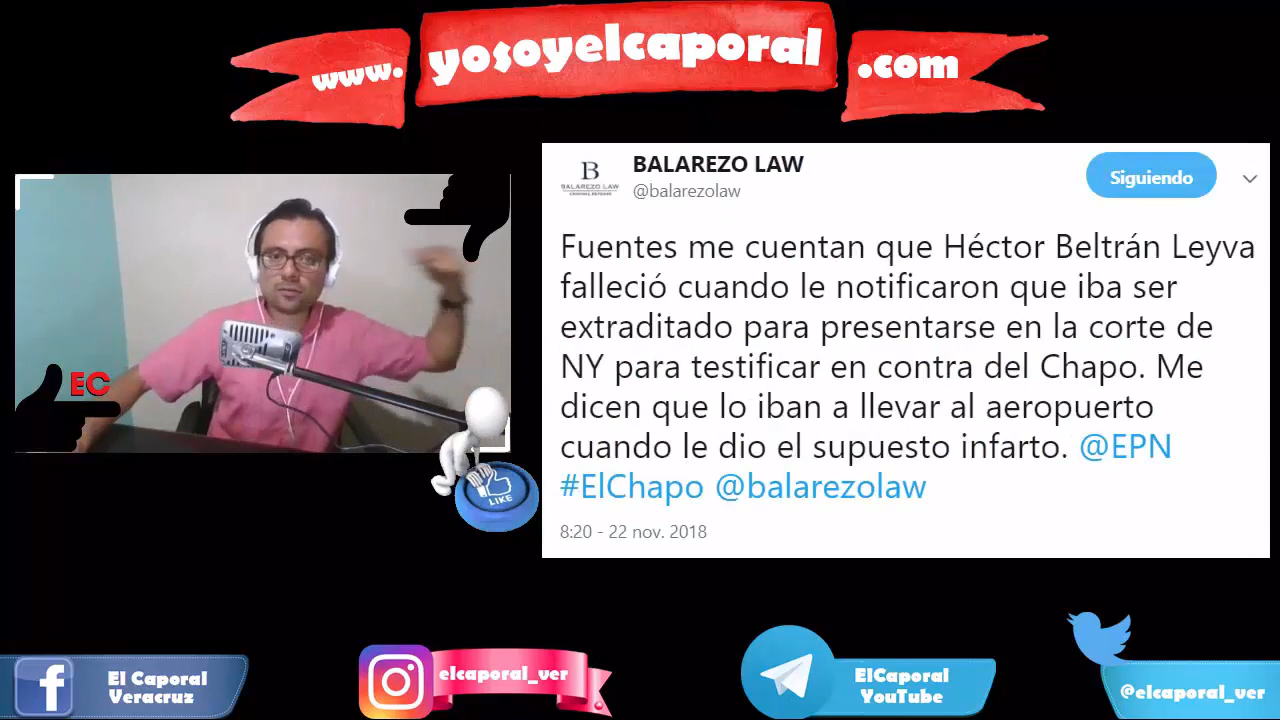 www. yosoyelcaporal .com
BALAREZO LAW
@balarezolaw
Siguiendo
B
BALAREZO LAW
Fuentes me cuentan que Héctor Beltrán Leyva
falleció cuando le notificaron que iba ser
extraditado para presentarse en la corte de
NY para testificar en contra del Chapo. Me
dicen que lo iban a llevar al aeropuerto
cuando le dio el supuesto infarto. @EPN
#ElChapo @balarezolaw
8:20 - 22 nov. 2018
EC
LIKE
El Caporal
Veracruz
elcaporal_ver
ElCaporal
YouTube
@elcaporal_ver